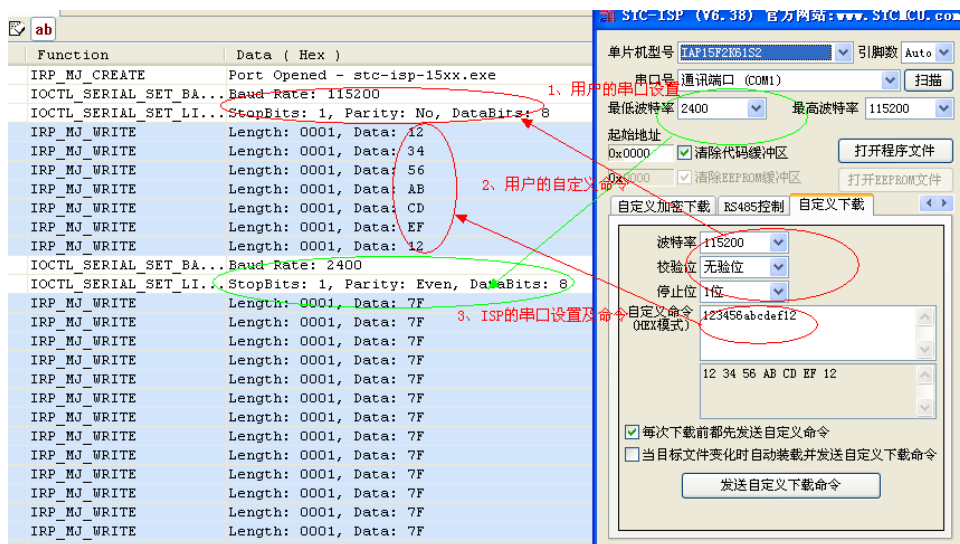 ab
Function Data ( Hex )
IRP_MJ_CREATE Port Opened - stc-isp-15xx.exe
IOCTL_SERIAL_SET_BA... Baud Rate: 115200
IOCTL_SERIAL_SET_LI... StopBits: 1, Parity: No, DataBits: 8
IRP_MJ_WRITE Length: 0001, Data: 12
IRP_MJ_WRITE Length: 0001, Data: 34
IRP_MJ_WRITE Length: 0001, Data: 56
IRP_MJ_WRITE Length: 0001, Data: AB
IRP_MJ_WRITE Length: 0001, Data: CD
IRP_MJ_WRITE Length: 0001, Data: EF
IRP_MJ_WRITE Length: 0001, Data: 12
IOCTL_SERIAL_SET_BA... Baud Rate: 2400
IOCTL_SERIAL_SET_LI... StopBits: 1, Parity: Even, DataBits: 8
IRP_MJ_WRITE Length: 0001, Data: 7F
IRP_MJ_WRITE Length: 0001, Data: 7F
IRP_MJ_WRITE Length: 0001, Data: 7F
IRP_MJ_WRITE Length: 0001, Data: 7F
IRP_MJ_WRITE Length: 0001, Data: 7F
IRP_MJ_WRITE Length: 0001, Data: 7F
IRP_MJ_WRITE Length: 0001, Data: 7F
IRP_MJ_WRITE Length: 0001, Data: 7F
IRP_MJ_WRITE Length: 0001, Data: 7F
IRP_MJ_WRITE Length: 0001, Data: 7F
IRP_MJ_WRITE Length: 0001, Data: 7F
IRP_MJ_WRITE Length: 0001, Data: 7F
IRP_MJ_WRITE Length: 0001, Data: 7F
1、用户的串口设置
2、用户的自定义命令
3、ISP的串口设置及命令
STC-ISP (V6.38) 官方网站:www.STCMCU.com
单片机型号 IAP15F2K61S2 引脚数 Auto
串口号 通讯端口 (COM1) 扫描
最低波特率 2400 最高波特率 115200
起始地址
0x0000 清除代码缓冲区 打开程序文件
0x0000 清除EEPROM缓冲区 打开EEPROM文件
自定义加密下载 RS485控制 自定义下载
波特率 115200
校验位 无验位
停止位 1位
自定义命令 123456abcdef12
(HEX模式)
12 34 56 AB CD EF 12
每次下载前都先发送自定义命令
当目标文件变化时自动装载并发送自定义下载命令
发送自定义下载命令